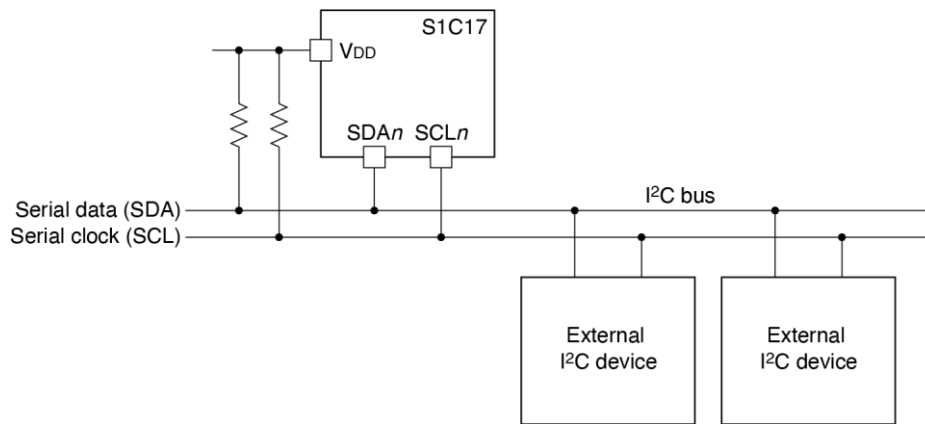 S1C17
VDD
SDAn SCLn
I²C bus
Serial data (SDA)
Serial clock (SCL)
External
I²C device
External
I²C device